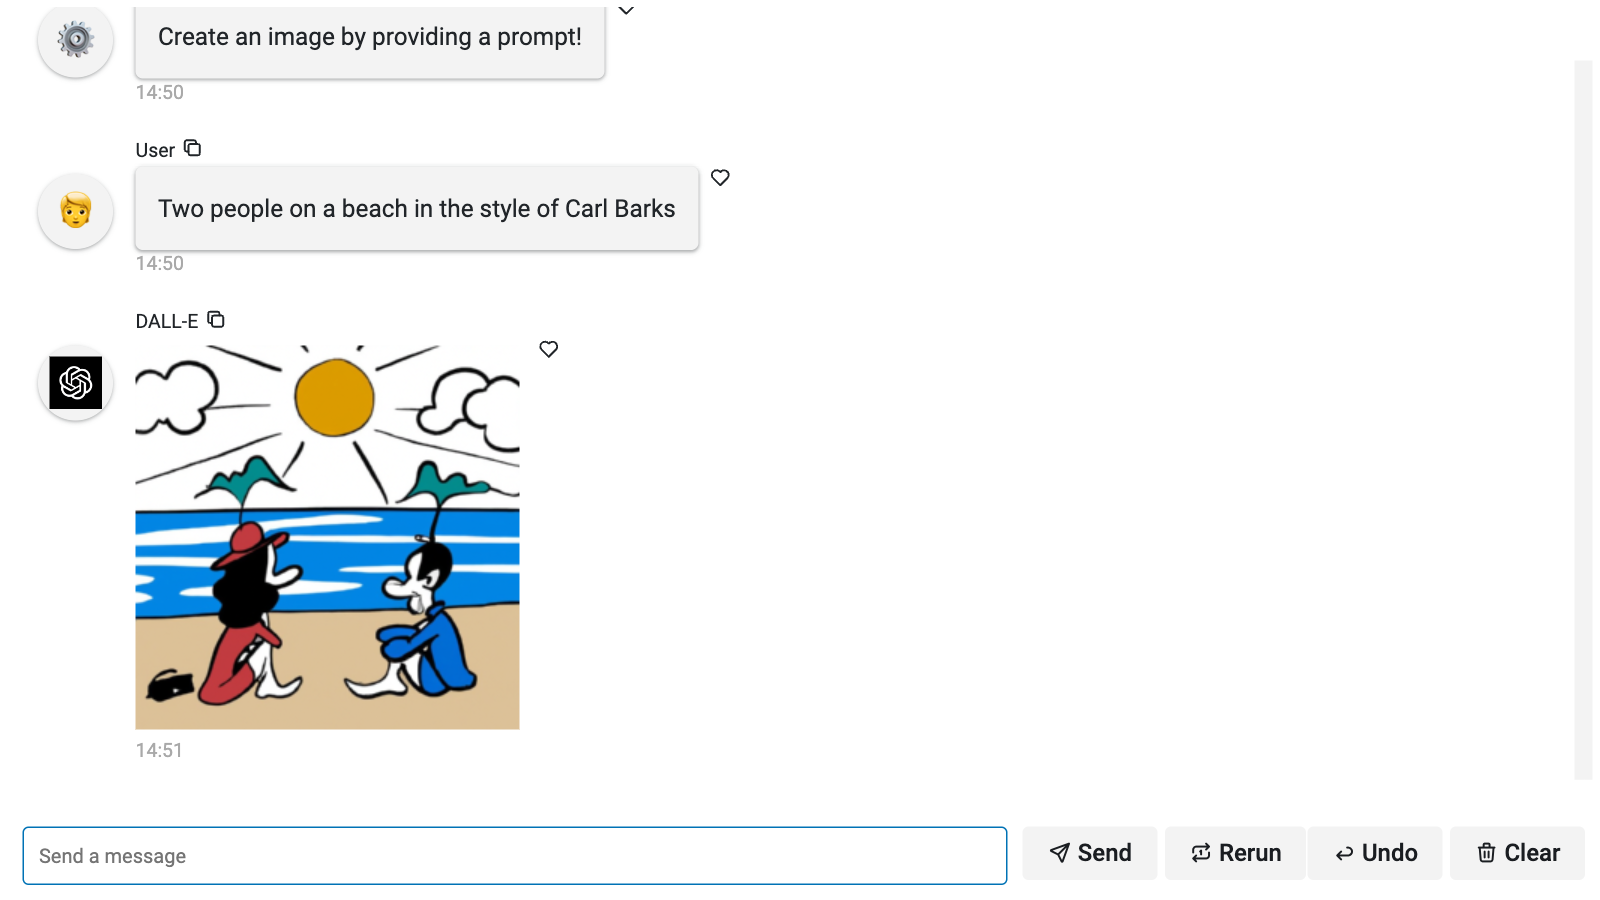 Create an image by providing a prompt!
14:50
User
Two people on a beach in the style of Carl Barks
14:50
DALL-E
14:51
Send a message
Send
Rerun
Undo
Clear